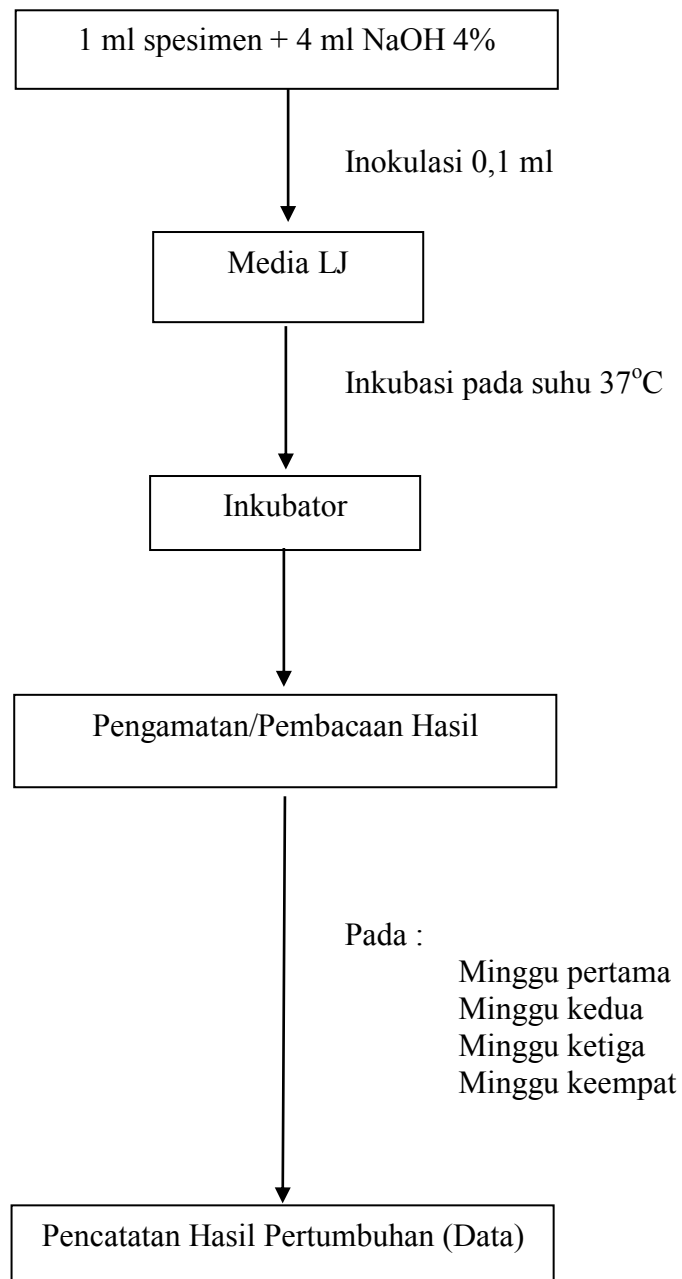 1 ml spesimen + 4 ml NaOH 4%
Inokulasi 0,1 ml
Media LJ
Inkubasi pada suhu 37°C
Inkubator
Pengamatan/Pembacaan Hasil
Pada :
Minggu pertama
Minggu kedua
Minggu ketiga
Minggu keempat
Pencatatan Hasil Pertumbuhan (Data)